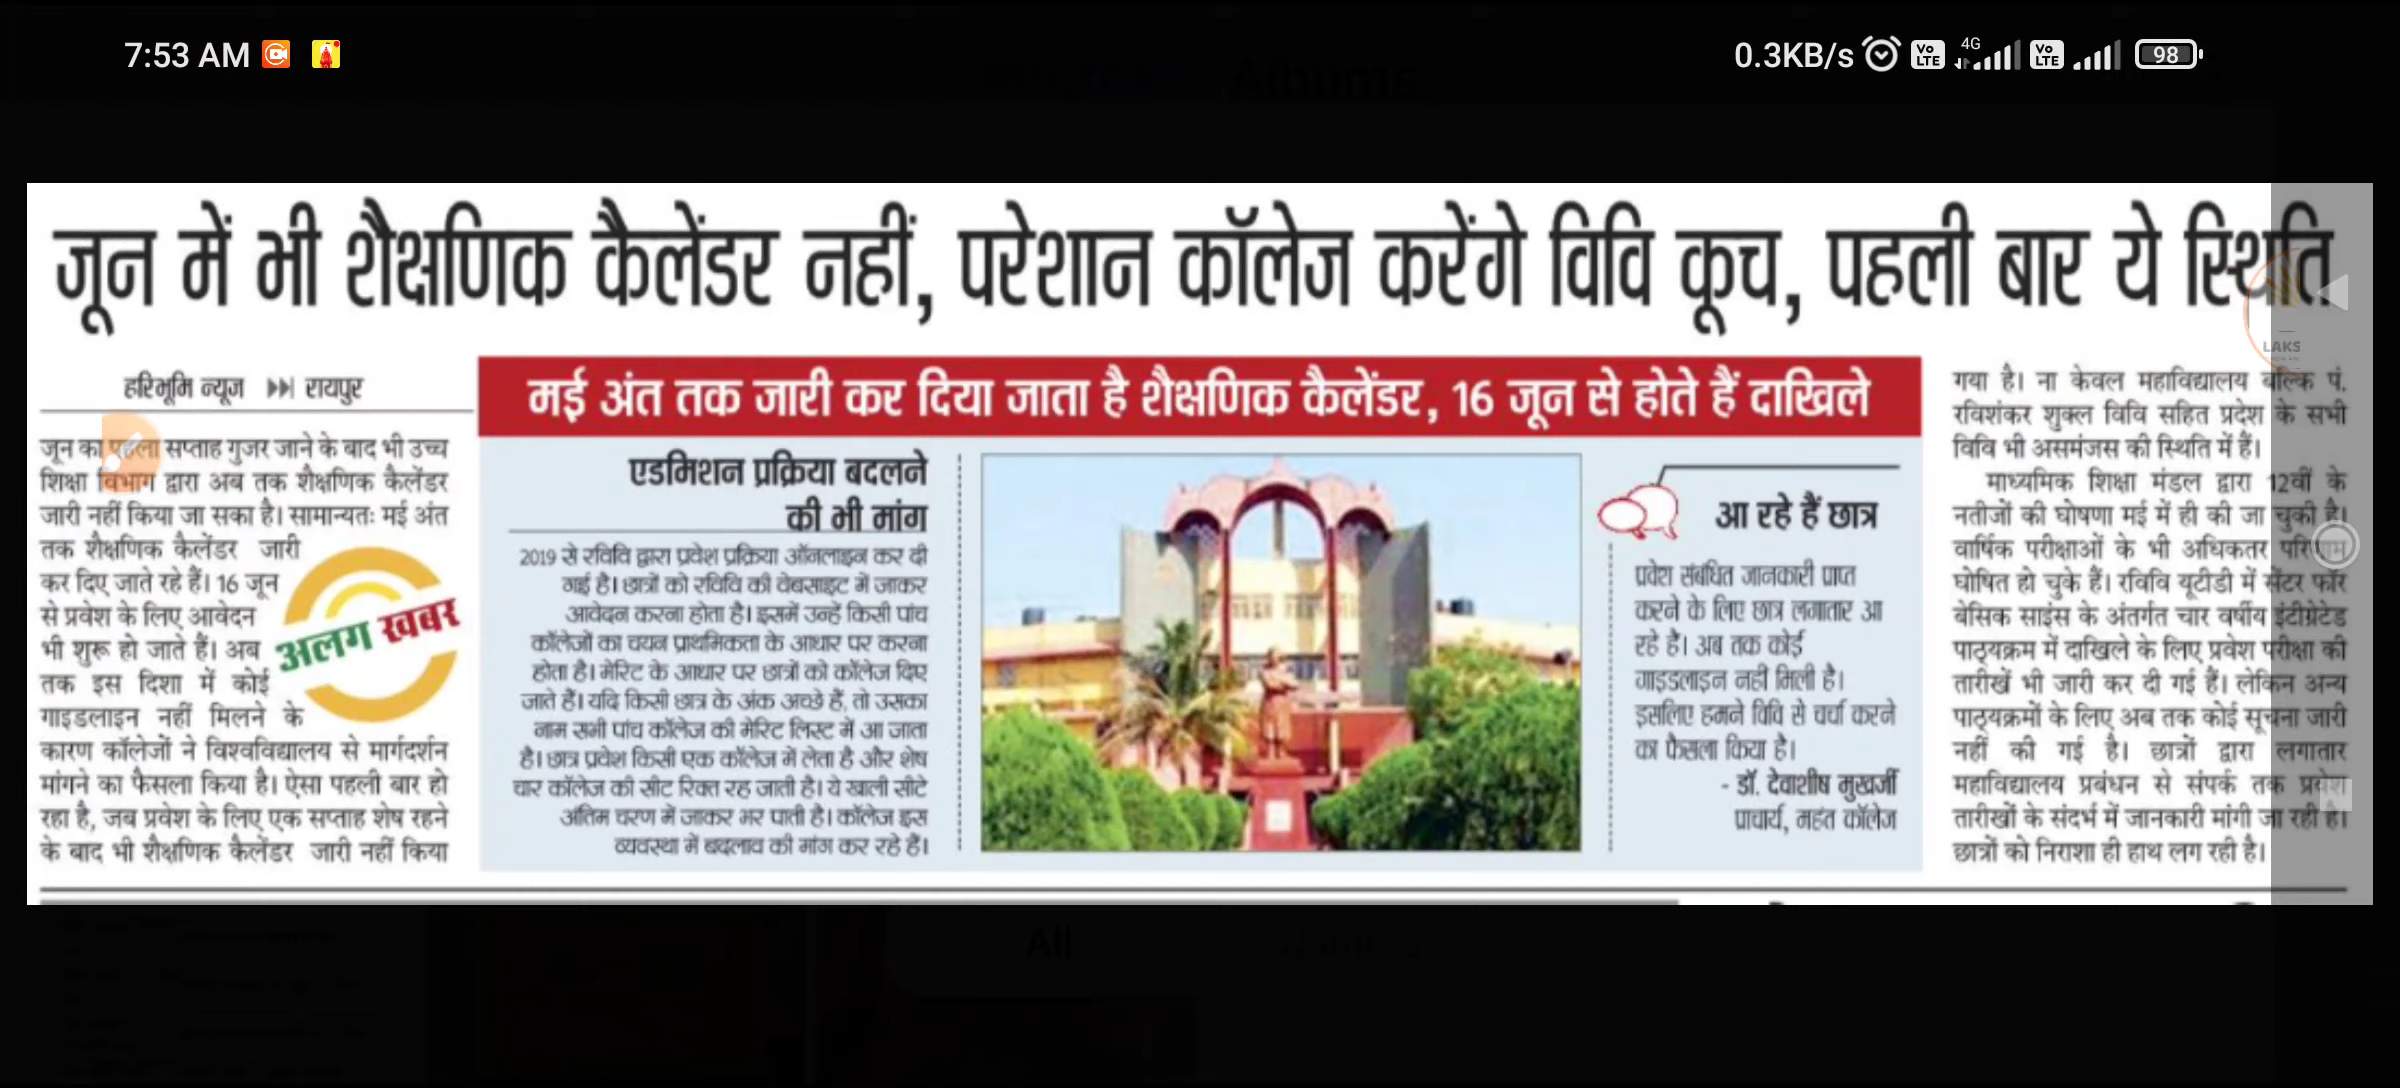 7:53 AM
0.3KB/s
Vo LTE
4G
Vo LTE
98
जून में भी शैक्षणिक कैलेंडर नहीं, परेशान कॉलेज करेंगे विवि कूच, पहली बार ये स्थिति
हरिभूमि न्यूज रायपुर
जून का पहला सप्ताह गुजर जाने के बाद भी उच्च
शिक्षा विभाग द्वारा अब तक शैक्षणिक कैलेंडर
जारी नहीं किया जा सका है। सामान्यतः मई अंत
तक शैक्षणिक कैलेंडर जारी
कर दिए जाते रहे हैं। 16 जून
से प्रवेश के लिए आवेदन
भी शुरू हो जाते हैं। अब
तक इस दिशा में कोई
गाइडलाइन नहीं मिलने के
कारण कॉलेजों ने विश्वविद्यालय से मार्गदर्शन
मांगने का फैसला किया है। ऐसा पहली बार हो
रहा है, जब प्रवेश के लिए एक सप्ताह शेष रहने
के बाद भी शैक्षणिक कैलेंडर जारी नहीं किया
अलग खबर
मई अंत तक जारी कर दिया जाता है शैक्षणिक कैलेंडर, 16 जून से होते हैं दाखिले
एडमिशन प्रक्रिया बदलने
की भी मांग
2019 से रविवि द्वारा प्रवेश प्रक्रिया ऑनलाइन कर दी
गई है। छात्रों को रविवि की वेबसाइट में जाकर
आवेदन करना होता है। इसमें उन्हें किसी पांच
कॉलेजों का चयन प्राथमिकता के आधार पर करना
होता है। मेरिट के आधार पर छात्रों को कॉलेज दिए
जाते हैं। यदि किसी छात्र के अंक अच्छे हैं, तो उसका
नाम सभी पांच कॉलेज की मेरिट लिस्ट में आ जाता
है। छात्र प्रवेश किसी एक कॉलेज में लेता है और शेष
चार कॉलेज की सीट रिक्त रह जाती है। ये खाली सीटे
अंतिम चरण में जाकर भर पाती है। कॉलेज इस
व्यवस्था में बदलाव की मांग कर रहे हैं।
आ रहे हैं छात्र
प्रवेश संबंधित जानकारी प्राप्त
करने के लिए छात्र लगातार आ
रहे हैं। अब तक कोई
गाइडलाइन नहीं मिली है।
इसलिए हमने विवि से चर्चा करने
का फैसला किया है।
- डॉ. देवाशीष मुखर्जी
प्राचार्य, महंत कॉलेज
गया है। ना केवल महाविद्यालय बल्कि पं.
रविशंकर शुक्ल विवि सहित प्रदेश के सभी
विवि भी असमंजस की स्थिति में हैं।
माध्यमिक शिक्षा मंडल द्वारा 12वीं के
नतीजों की घोषणा मई में ही की जा चुकी है।
वार्षिक परीक्षाओं के भी अधिकतर परिणाम
घोषित हो चुके हैं। रविवि यूटीडी में सेंटर फॉर
बेसिक साइंस के अंतर्गत चार वर्षीय इंटीग्रेटेड
पाठ्यक्रम में दाखिले के लिए प्रवेश परीक्षा की
तारीखें भी जारी कर दी गई हैं। लेकिन अन्य
पाठ्यक्रमों के लिए अब तक कोई सूचना जारी
नहीं की गई है। छात्रों द्वारा लगातार
महाविद्यालय प्रबंधन से संपर्क तक प्रवेश
तारीखों के संदर्भ में जानकारी मांगी जा रही है।
छात्रों को निराशा ही हाथ लग रही है।
LAKS
All